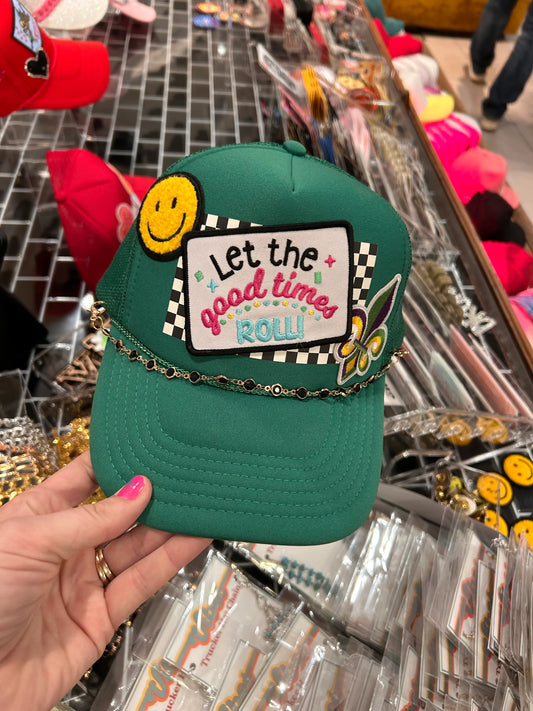 Let the
good times
ROLL!